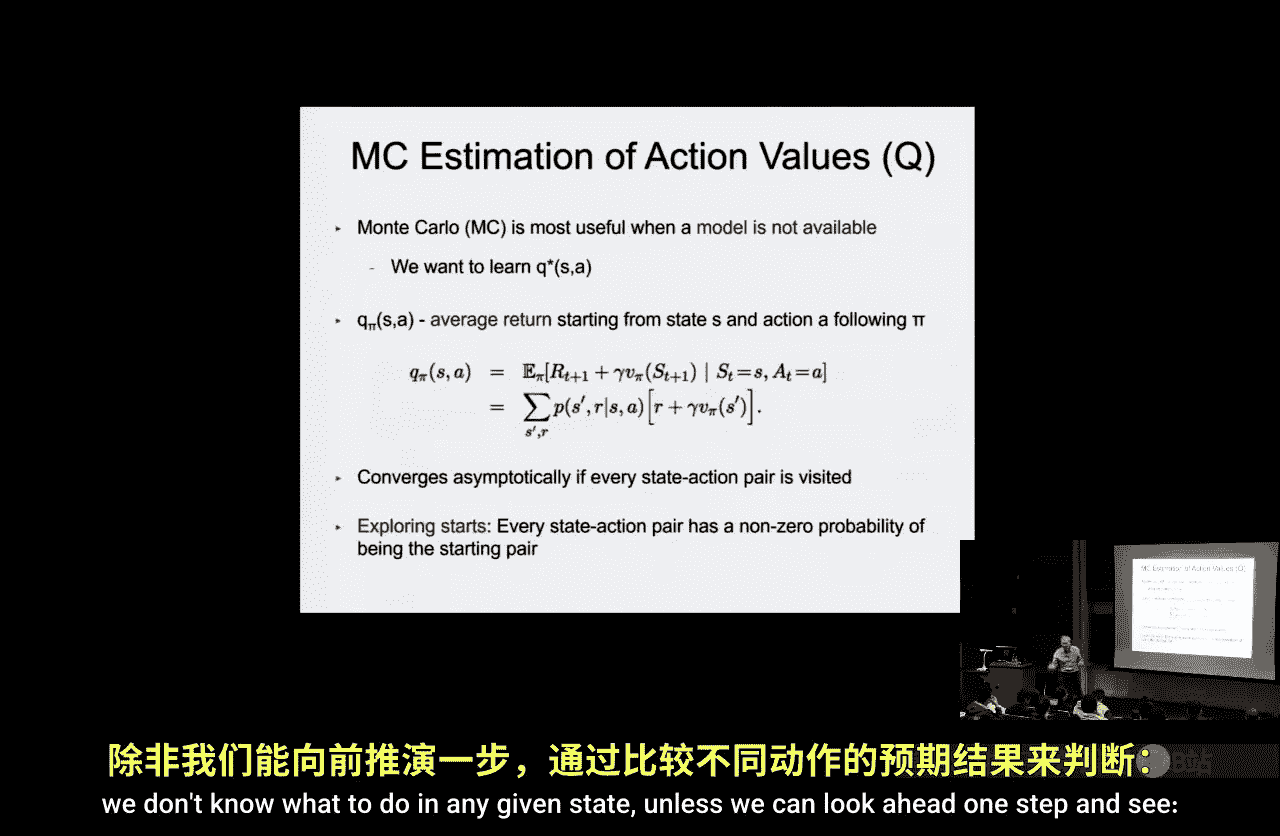 MC Estimation of Action Values (Q)
‣ Monte Carlo (MC) is most useful when a model is not available
- We want to learn q*(s,a)
‣ qπ(s,a) - average return starting from state s and action a following π
qπ(s, a) = 𝔼π[Rt+1 + γvπ(St+1) | St=s, At=a]
= ∑s′,r p(s′, r|s, a)[r + γvπ(s′)].
‣ Converges asymptotically if every state-action pair is visited
‣ Exploring starts: Every state-action pair has a non-zero probability of
being the starting pair
MC Estimation of Action Values (Q)
除非我们能向前推演一步，通过比较不同动作的预期结果来判断：
we don't know what to do in any given state, unless we can look ahead one step and see: